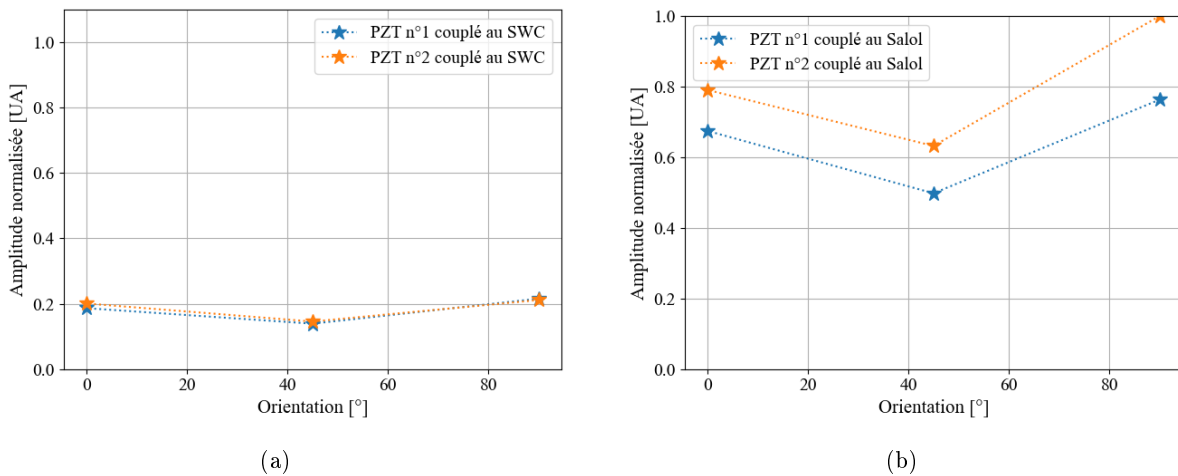 PZT n°1 couplé au SWC
PZT n°2 couplé au SWC
Amplitude normalisée [UA]
1.0
0.8
0.6
0.4
0.2
0.0
0 20 40 60 80
Orientation [°]
(a)
PZT n°1 couplé au Salol
PZT n°2 couplé au Salol
Amplitude normalisée [UA]
1.0
0.8
0.6
0.4
0.2
0.0
0 20 40 60 80
Orientation [°]
(b)